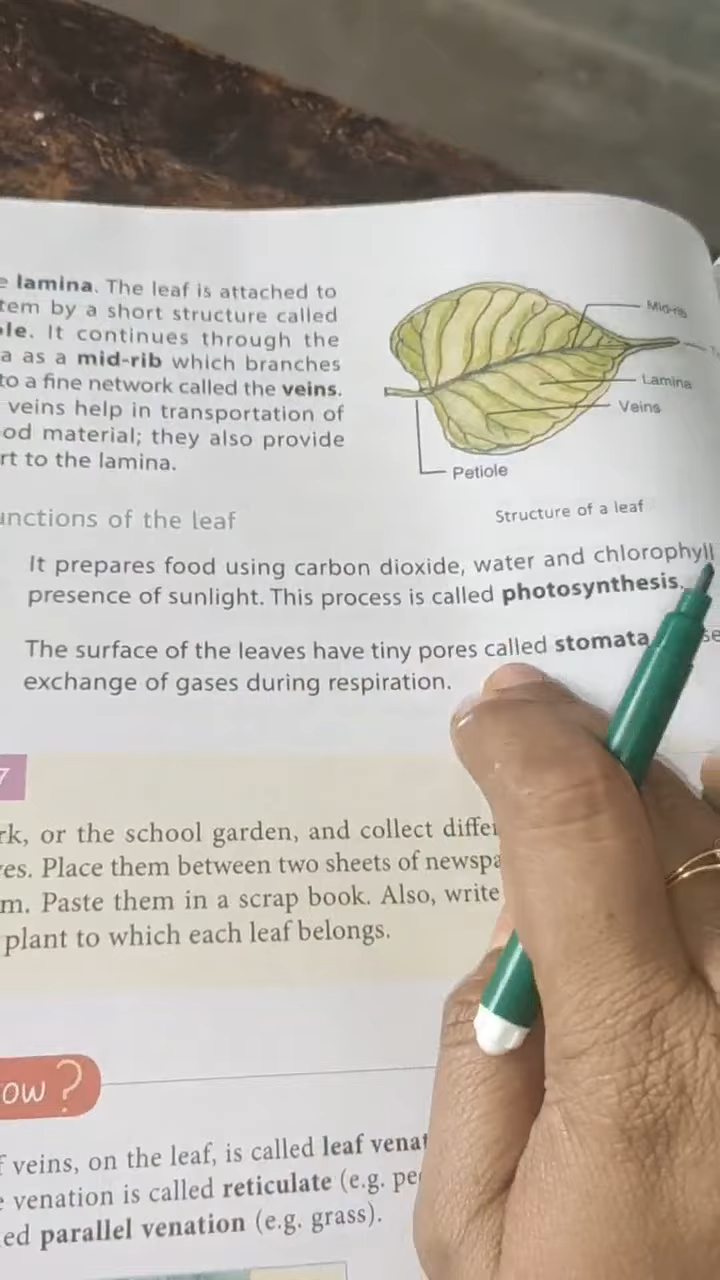 lamina. The leaf is attached to
tem by a short structure called
le. It continues through the
a as a mid-rib which branches
to a fine network called the veins.
veins help in transportation of
od material; they also provide
rt to the lamina.
Mid-rib
Lamina
Veins
Petiole
Structure of a leaf
unctions of the leaf
It prepares food using carbon dioxide, water and chlorophyll
presence of sunlight. This process is called photosynthesis.
The surface of the leaves have tiny pores called stomata
exchange of gases during respiration.
7
rk, or the school garden, and collect differ
es. Place them between two sheets of newspa
m. Paste them in a scrap book. Also, write
plant to which each leaf belongs.
ow?
f veins, on the leaf, is called leaf venat
venation is called reticulate (e.g. pe
ed parallel venation (e.g. grass).